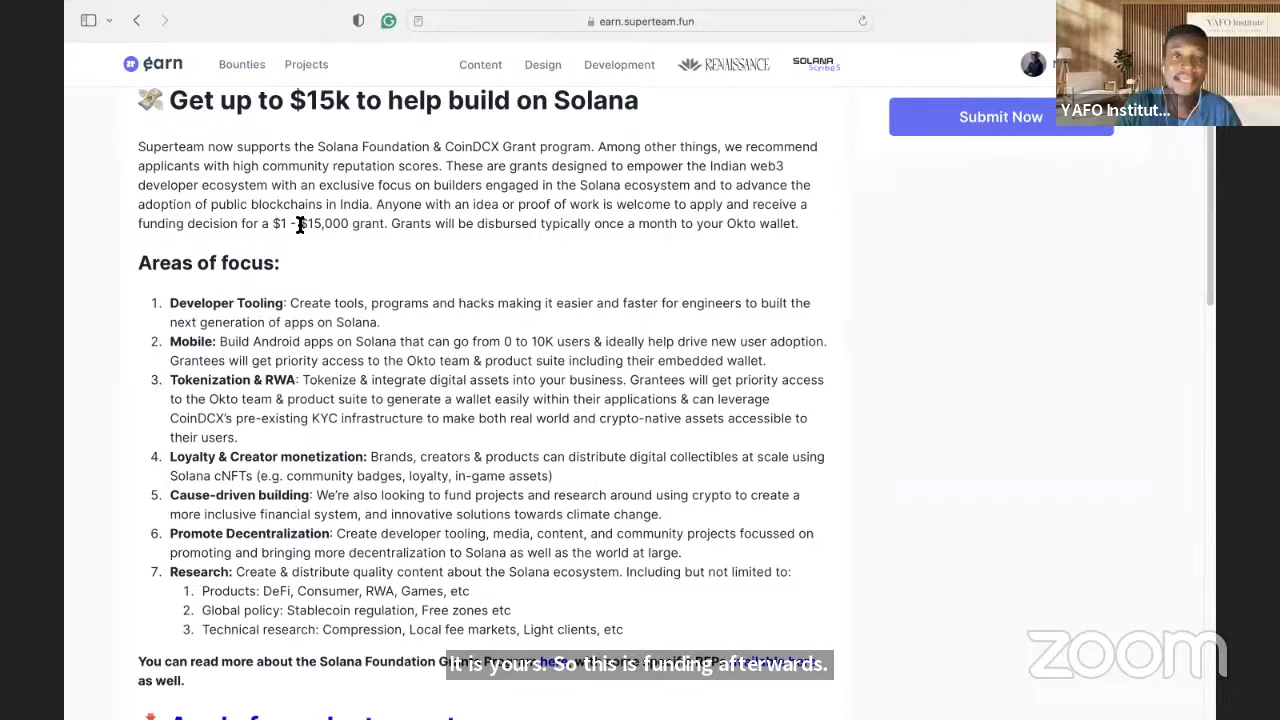 earn.superteam.fun
earn Bounties Projects Content Design Development RENAISSANCE SOLANA Scribes
YAFO Institute
YAFO Institut...
Get up to $15k to help build on Solana
Submit Now
Superteam now supports the Solana Foundation & CoinDCX Grant program. Among other things, we recommend
applicants with high community reputation scores. These are grants designed to empower the Indian web3
developer ecosystem with an exclusive focus on builders engaged in the Solana ecosystem and to advance the
adoption of public blockchains in India. Anyone with an idea or proof of work is welcome to apply and receive a
funding decision for a $1 - $15,000 grant. Grants will be disbursed typically once a month to your Okto wallet.
Areas of focus:
1. Developer Tooling: Create tools, programs and hacks making it easier and faster for engineers to built the
next generation of apps on Solana.
2. Mobile: Build Android apps on Solana that can go from 0 to 10K users & ideally help drive new user adoption.
Grantees will get priority access to the Okto team & product suite including their embedded wallet.
3. Tokenization & RWA: Tokenize & integrate digital assets into your business. Grantees will get priority access
to the Okto team & product suite to generate a wallet easily within their applications & can leverage
CoinDCX's pre-existing KYC infrastructure to make both real world and crypto-native assets accessible to
their users.
4. Loyalty & Creator monetization: Brands, creators & products can distribute digital collectibles at scale using
Solana cNFTs (e.g. community badges, loyalty, in-game assets)
5. Cause-driven building: We're also looking to fund projects and research around using crypto to create a
more inclusive financial system, and innovative solutions towards climate change.
6. Promote Decentralization: Create developer tooling, media, content, and community projects focussed on
promoting and bringing more decentralization to Solana as well as the world at large.
7. Research: Create & distribute quality content about the Solana ecosystem. Including but not limited to:
1. Products: DeFi, Consumer, RWA, Games, etc
2. Global policy: Stablecoin regulation, Free zones etc
3. Technical research: Compression, Local fee markets, Light clients, etc
You can read more about the Solana Foundation
as well.
It is yours. So this is funding afterwards.
zoom